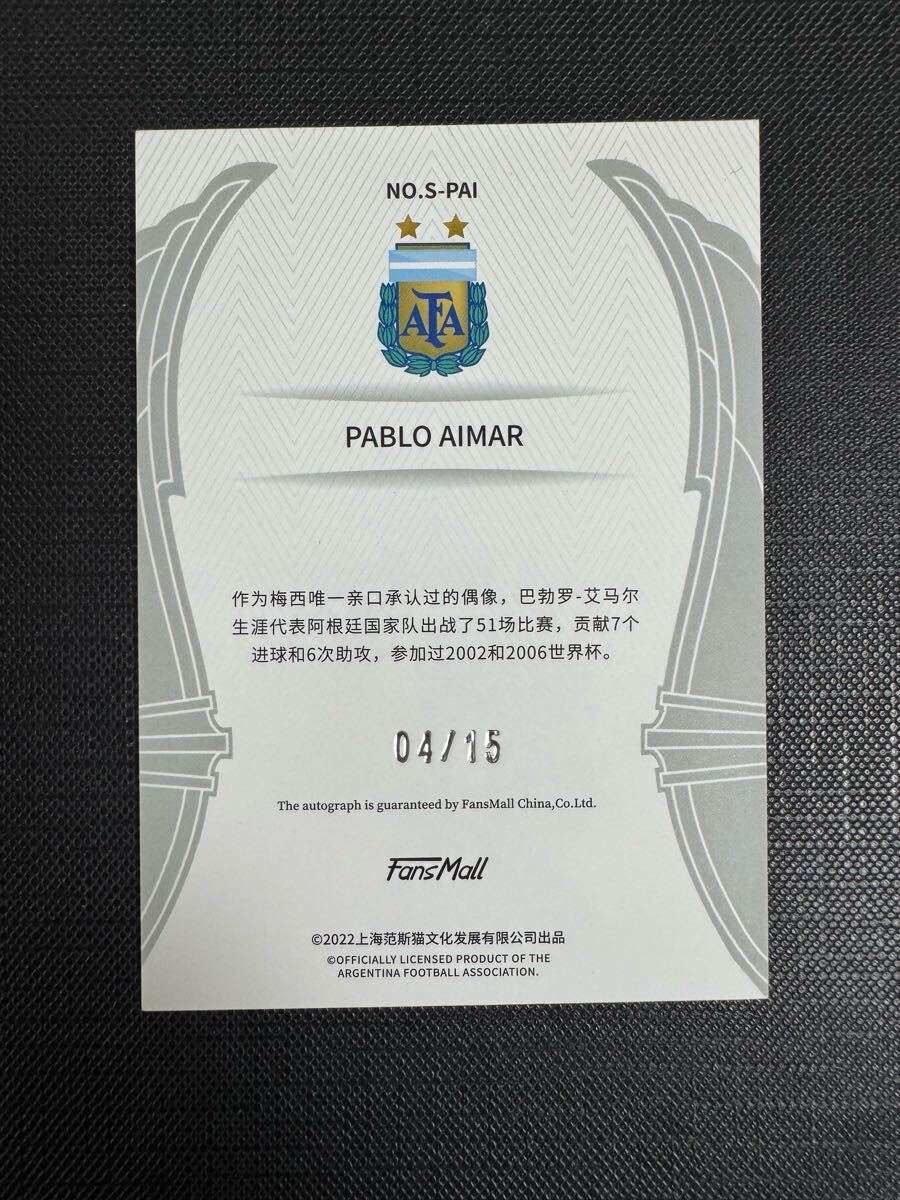 NO.S-PAI
AFA
PABLO AIMAR
作为梅西唯一亲口承认过的偶像，巴勃罗-艾马尔
生涯代表阿根廷国家队出战了51场比赛，贡献7个
进球和6次助攻，参加过2002和2006世界杯。
04/15
The autograph is guaranteed by FansMall China,Co.Ltd.
FansMall
©2022上海范斯猫文化发展有限公司出品
©OFFICIALLY LICENSED PRODUCT OF THE
ARGENTINA FOOTBALL ASSOCIATION.